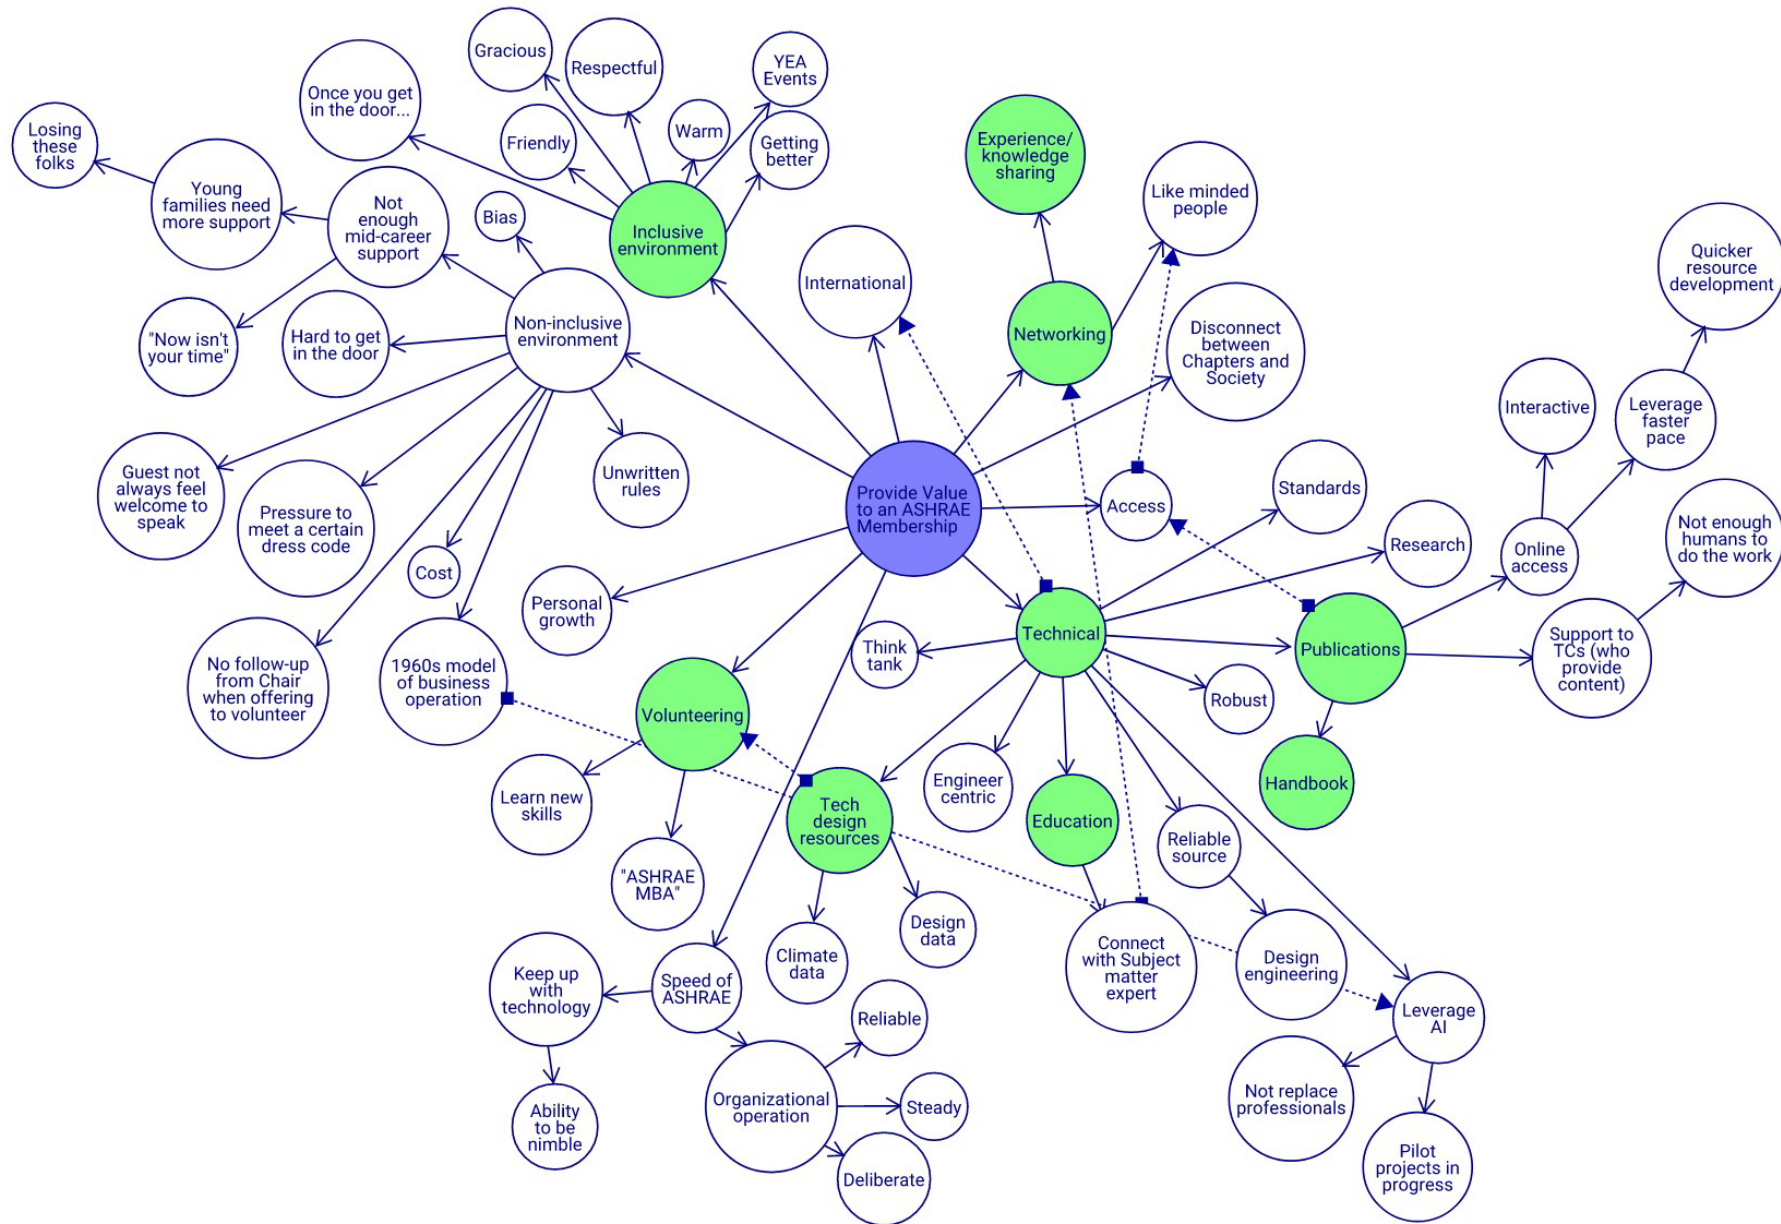 Gracious
Respectful
YEA
Events
Once you get
in the door...
Friendly
Warm
Getting
better
Losing
these
folks
Young
families need
more support
Not
enough
mid-career
support
Bias
Inclusive
environment
Experience/
knowledge
sharing
Like minded
people
International
Quicker
resource
development
"Now isn't
your time"
Hard to get
in the door
Non-inclusive
environment
Networking
Disconnect
between
Chapters and
Society
Interactive
Leverage
faster
pace
Guest not
always feel
welcome to
speak
Pressure to
meet a certain
dress code
Unwritten
rules
Provide Value
to an ASHRAE
Membership
Access
Standards
Research
Online
access
Not enough
humans to
do the work
Cost
Personal
growth
Think
tank
Technical
Publications
Support to
TCs (who
provide
content)
No follow-up
from Chair
when offering
to volunteer
1960s model
of business
operation
Volunteering
Robust
Learn new
skills
Tech
design
resources
Engineer
centric
Education
Reliable
source
Handbook
"ASHRAE
MBA"
Climate
data
Design
data
Connect
with Subject
matter
expert
Design
engineering
Keep up
with
technology
Speed of
ASHRAE
Reliable
Leverage
AI
Ability
to be
nimble
Organizational
operation
Steady
Deliberate
Not replace
professionals
Pilot
projects in
progress